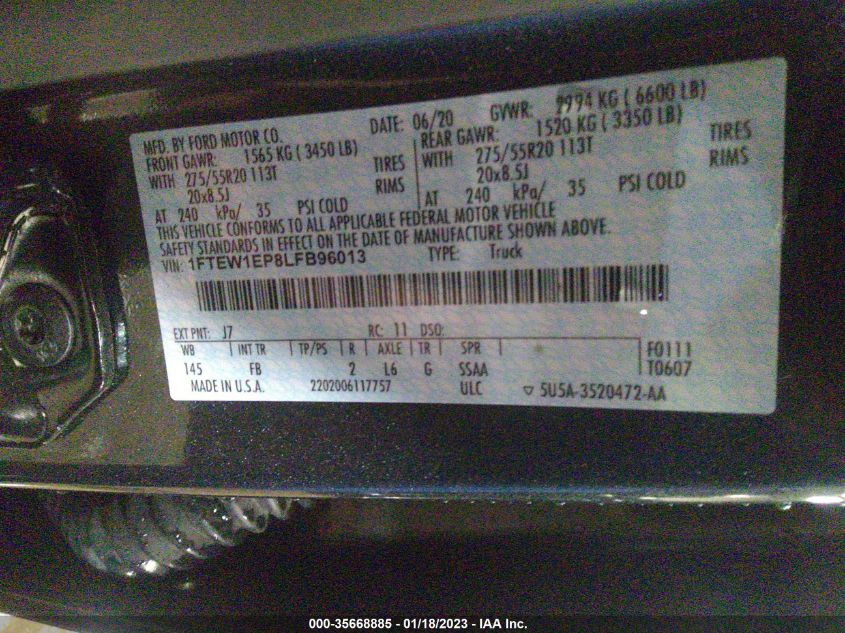 MFD. BY FORD MOTOR CO.
DATE: 06/20
GVWR: 2994 KG ( 6600 LB)
FRONT GAWR: 1565 KG ( 3450 LB)
REAR GAWR: 1520 KG ( 3350 LB)
WITH 275/55R20 113T TIRES
WITH 275/55R20 113T TIRES
20x8.5J RIMS
20x8.5J RIMS
AT 240 kPa/ 35 PSI COLD
AT 240 kPa/ 35 PSI COLD
THIS VEHICLE CONFORMS TO ALL APPLICABLE FEDERAL MOTOR VEHICLE
SAFETY STANDARDS IN EFFECT ON THE DATE OF MANUFACTURE SHOWN ABOVE.
VIN: 1FTEW1EP8LFB96013 TYPE: Truck
EXT PNT: J7 RC: 11 DSO:
WB INT TR TP/PS R AXLE TR SPR F0111
145 FB 2 L6 G SSAA T0607
MADE IN U.S.A. 2202006117757 ULC ▽ 5U5A-3520472-AA
000-35668885 - 01/18/2023 - IAA Inc.